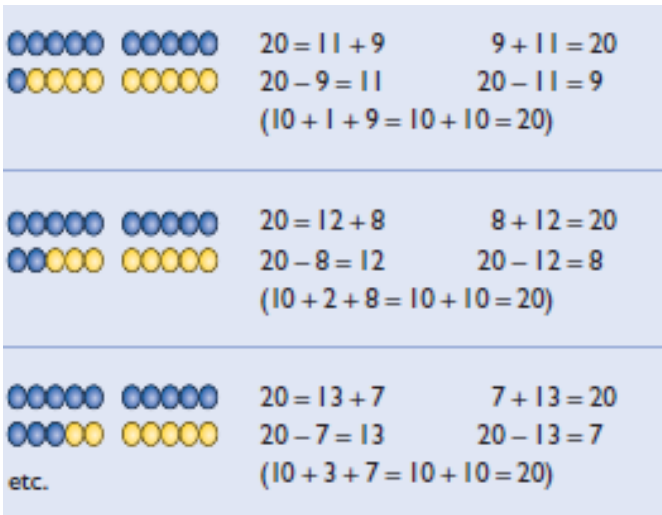 20 = 11 + 9 9 + 11 = 20
20 – 9 = 11 20 – 11 = 9
(10 + 1 + 9 = 10 + 10 = 20)
20 = 12 + 8 8 + 12 = 20
20 – 8 = 12 20 – 12 = 8
(10 + 2 + 8 = 10 + 10 = 20)
20 = 13 + 7 7 + 13 = 20
20 – 7 = 13 20 – 13 = 7
(10 + 3 + 7 = 10 + 10 = 20)
etc.